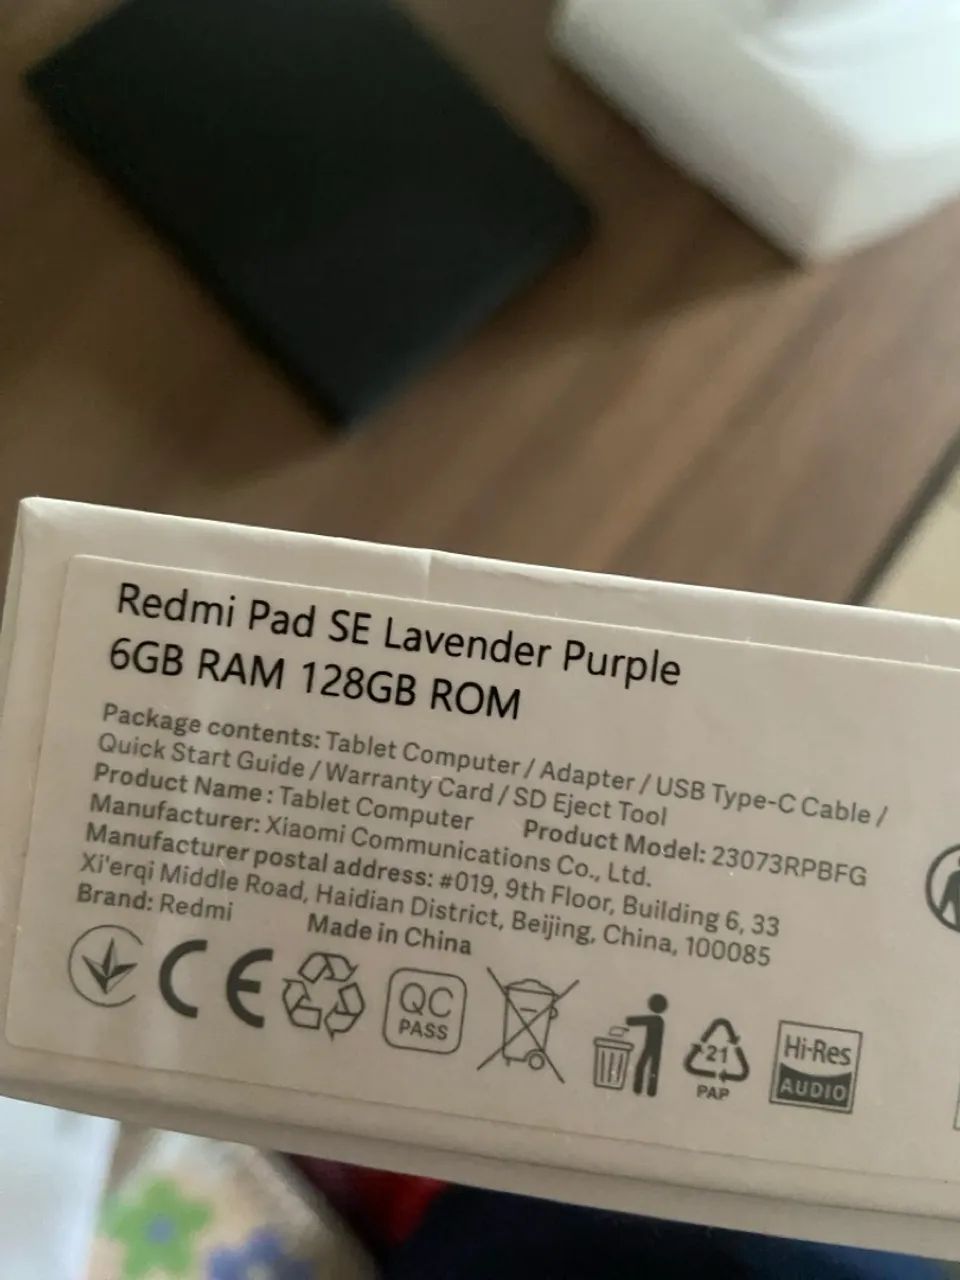 Redmi Pad SE Lavender Purple
6GB RAM 128GB ROM
Package contents: Tablet Computer / Adapter / USB Type-C Cable /
Quick Start Guide / Warranty Card / SD Eject Tool
Product Name : Tablet Computer Product Model: 23073RPBFG
Manufacturer: Xiaomi Communications Co., Ltd.
Manufacturer postal address: #019, 9th Floor, Building 6, 33
Xi'erqi Middle Road, Haidian District, Beijing, China, 100085
Brand: Redmi Made in China
CE
QC
PASS
21
PAP
Hi-Res
AUDIO